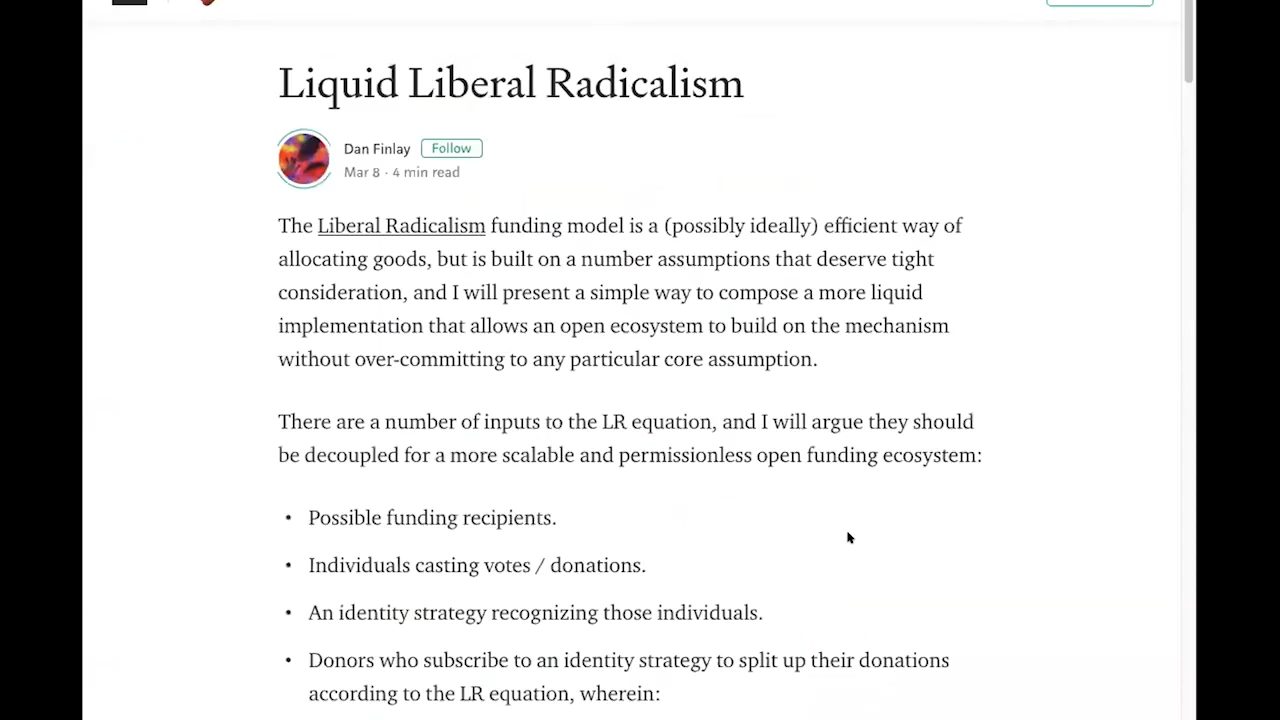 Liquid Liberal Radicalism
Dan Finlay Follow
Mar 8 · 4 min read
The Liberal Radicalism funding model is a (possibly ideally) efficient way of
allocating goods, but is built on a number assumptions that deserve tight
consideration, and I will present a simple way to compose a more liquid
implementation that allows an open ecosystem to build on the mechanism
without over-committing to any particular core assumption.
There are a number of inputs to the LR equation, and I will argue they should
be decoupled for a more scalable and permissionless open funding ecosystem:
• Possible funding recipients.
• Individuals casting votes / donations.
• An identity strategy recognizing those individuals.
• Donors who subscribe to an identity strategy to split up their donations
according to the LR equation, wherein: